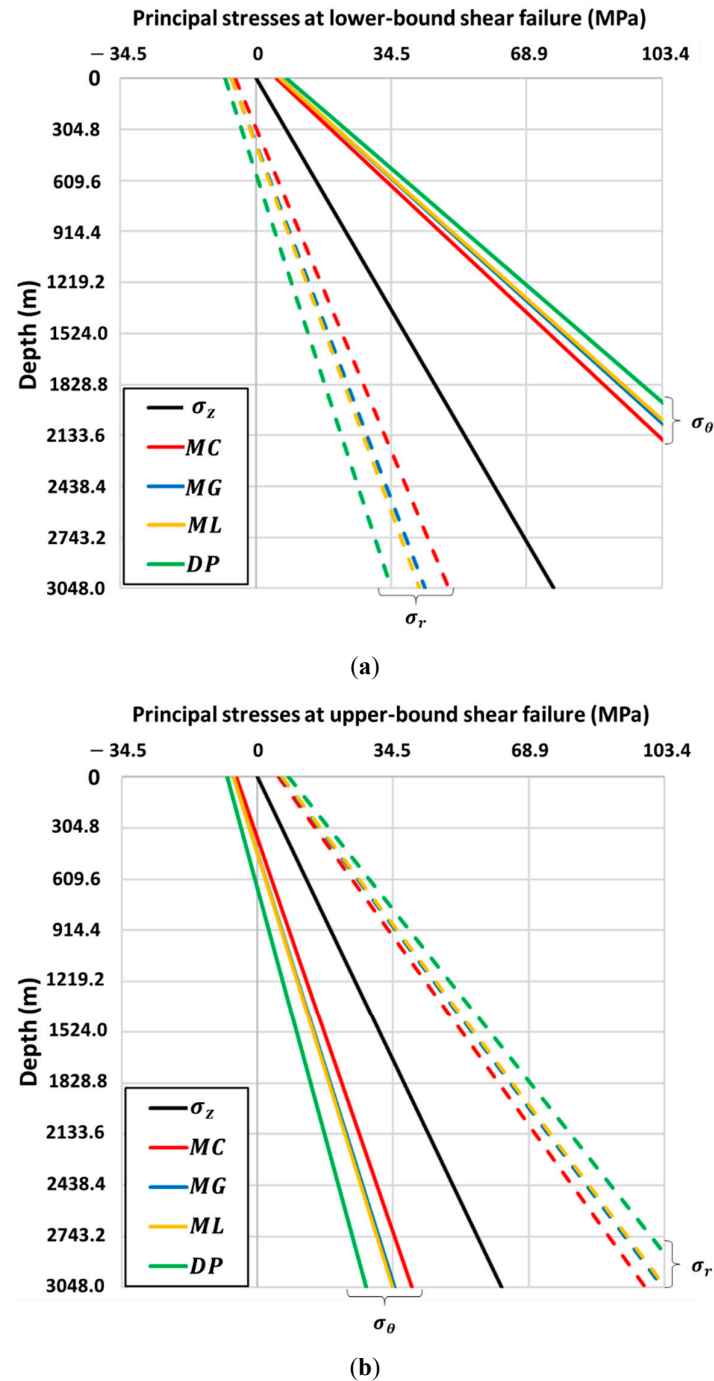 Principal stresses at lower-bound shear failure (MPa)
− 34.5 0 34.5 68.9 103.4
0
304.8
609.6
914.4
1219.2
1524.0
1828.8
2133.6
2438.4
2743.2
3048.0
Depth (m)
σz
MC
MG
ML
DP
σθ
σr
(a)
Principal stresses at upper-bound shear failure (MPa)
− 34.5 0 34.5 68.9 103.4
0
304.8
609.6
914.4
1219.2
1524.0
1828.8
2133.6
2438.4
2743.2
3048.0
Depth (m)
σz
MC
MG
ML
DP
σr
σθ
(b)